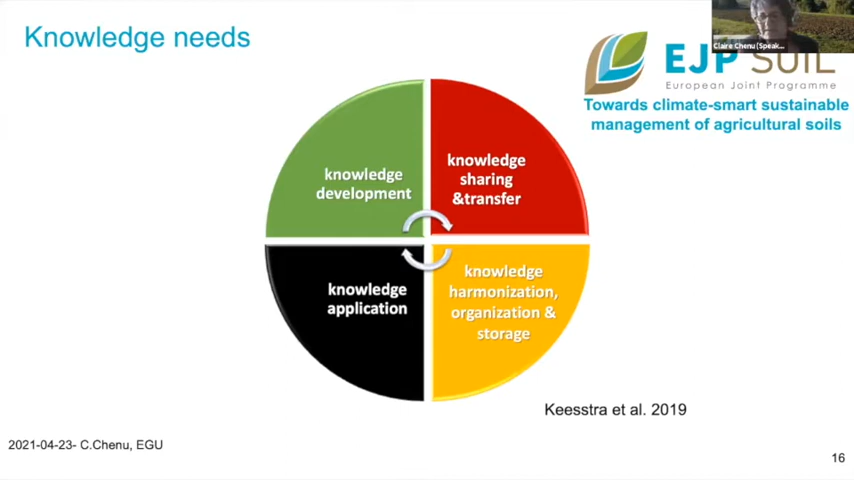 Knowledge needs
Claire Chenu (Speak...
EJP SOIL
European Joint Programme
Towards climate-smart sustainable
management of agricultural soils
knowledge
development
knowledge
sharing
&transfer
knowledge
application
knowledge
harmonization,
organization &
storage
Keesstra et al. 2019
2021-04-23- C.Chenu, EGU
16